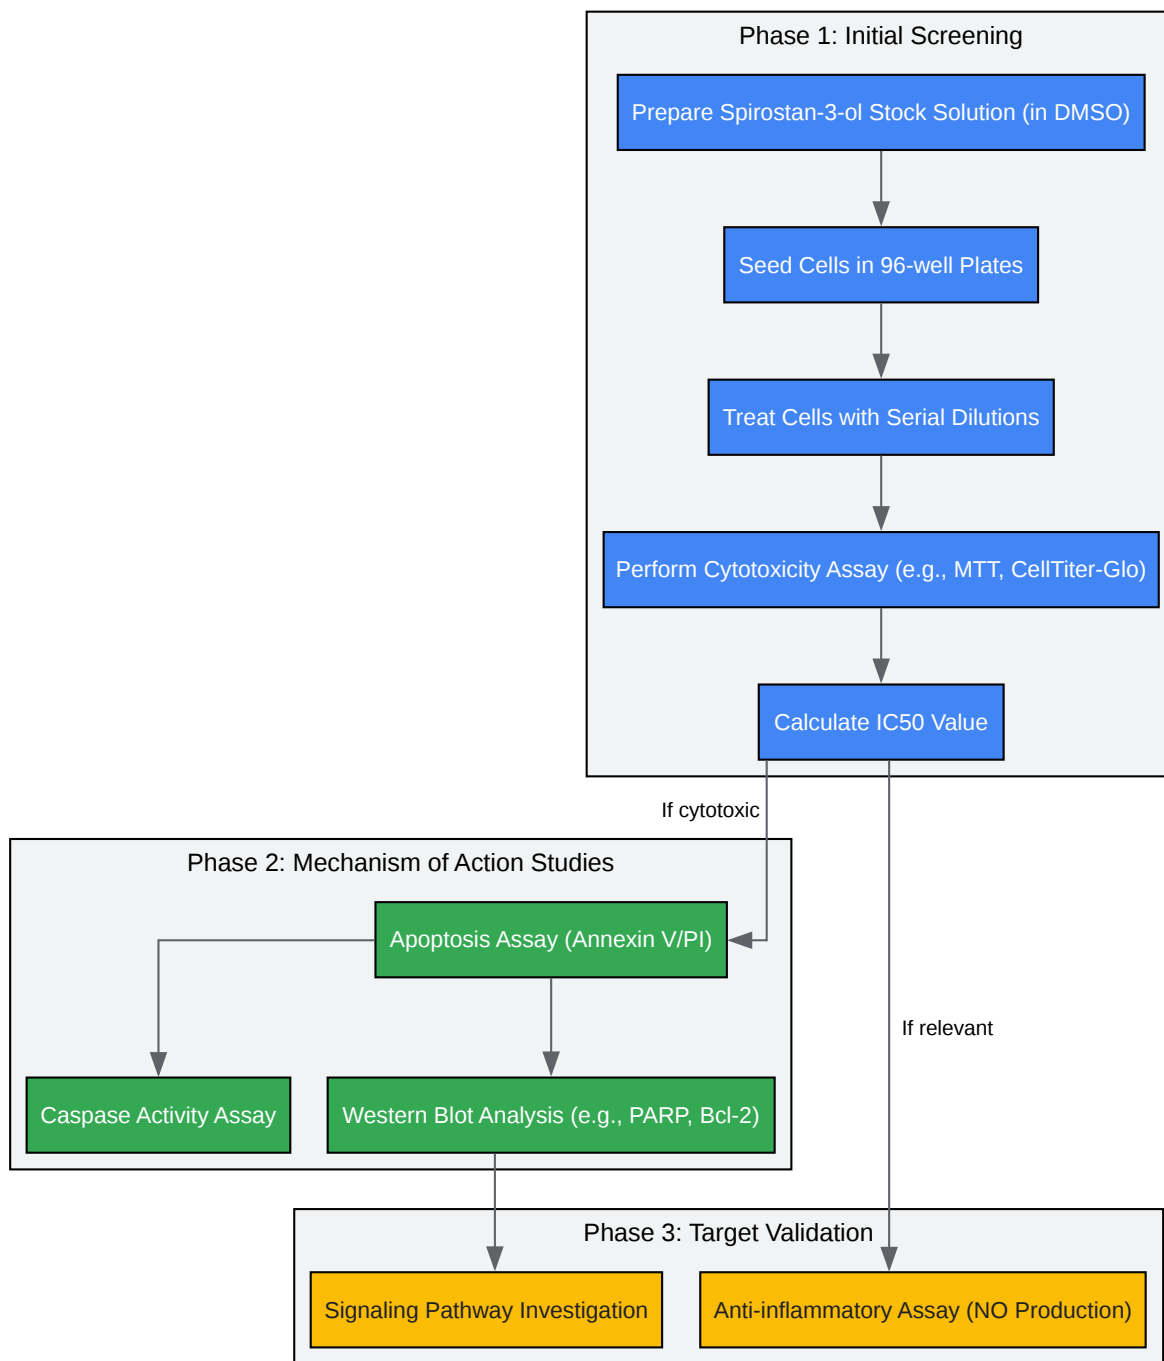 Phase 1: Initial Screening
Prepare Spirostan-3-ol Stock Solution (in DMSO)
Seed Cells in 96-well Plates
Treat Cells with Serial Dilutions
Perform Cytotoxicity Assay (e.g., MTT, CellTiter-Glo)
Calculate IC50 Value
If cytotoxic
Phase 2: Mechanism of Action Studies
Apoptosis Assay (Annexin V/PI)
If relevant
Caspase Activity Assay
Western Blot Analysis (e.g., PARP, Bcl-2)
Phase 3: Target Validation
Signaling Pathway Investigation
Anti-inflammatory Assay (NO Production)